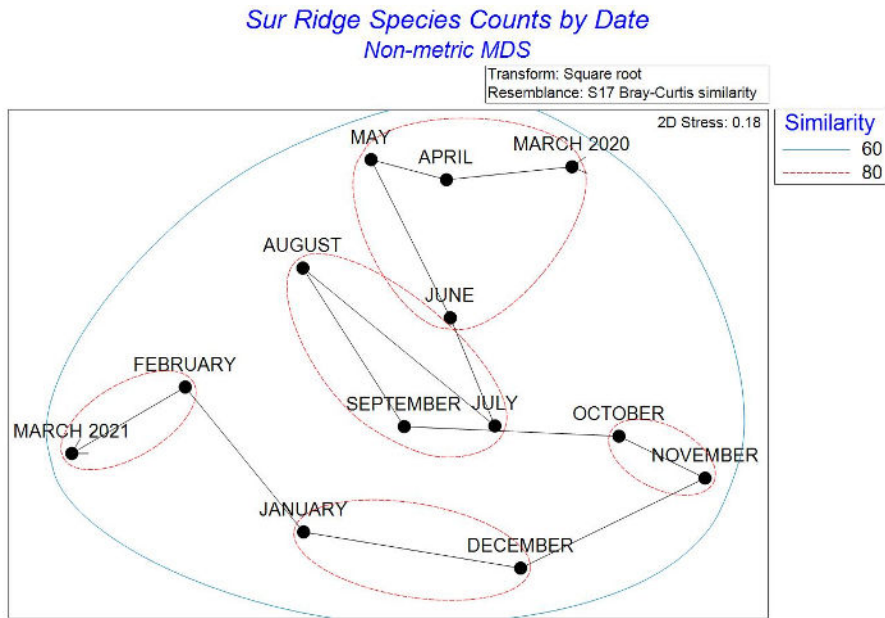 Sur Ridge Species Counts by Date
Non-metric MDS
Transform: Square root
Resemblance: S17 Bray-Curtis similarity
2D Stress: 0.18
Similarity
60
80
MAY
APRIL
MARCH 2020
AUGUST
JUNE
FEBRUARY
SEPTEMBER
JULY
OCTOBER
MARCH 2021
NOVEMBER
JANUARY
DECEMBER